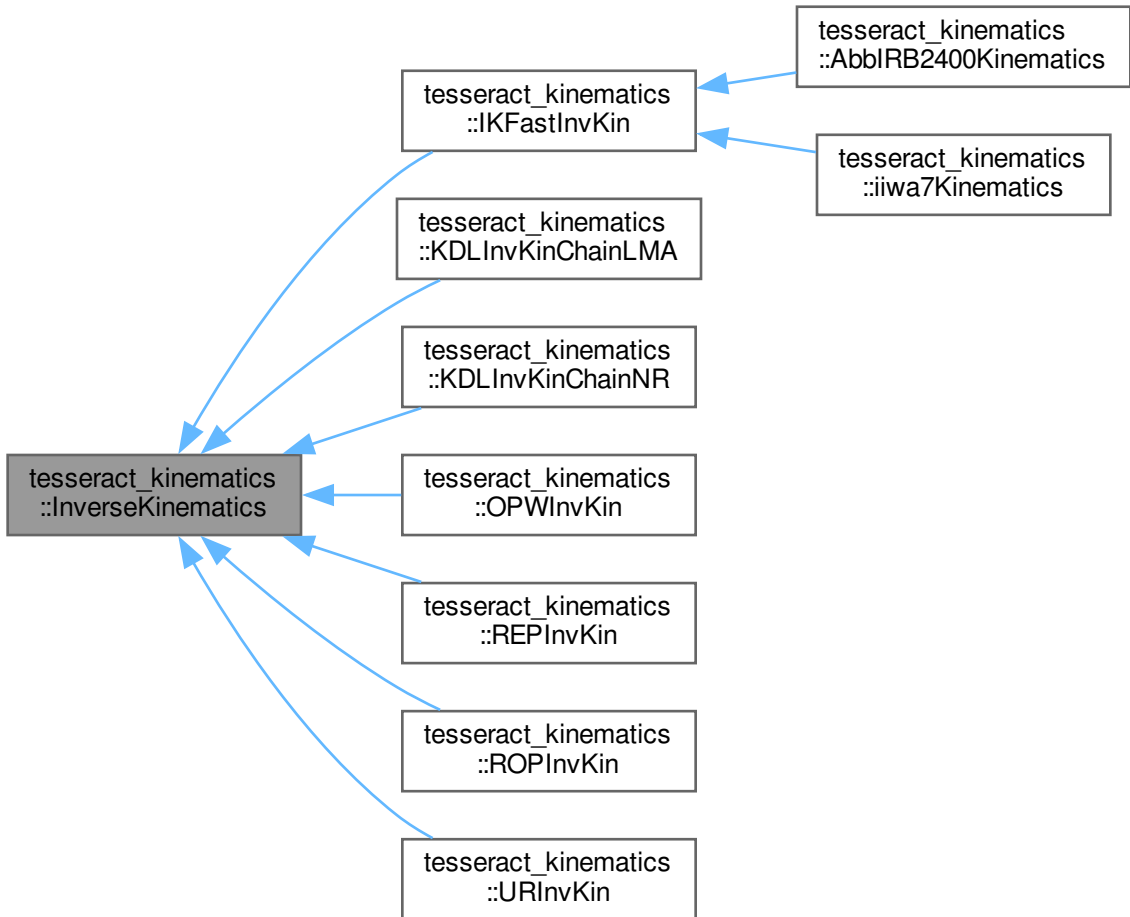 tesseract_kinematics
::InverseKinematics
tesseract_kinematics
::IKFastInvKin
tesseract_kinematics
::AbbIRB2400Kinematics
tesseract_kinematics
::iiwa7Kinematics
tesseract_kinematics
::KDLInvKinChainLMA
tesseract_kinematics
::KDLInvKinChainNR
tesseract_kinematics
::OPWInvKin
tesseract_kinematics
::REPInvKin
tesseract_kinematics
::ROPInvKin
tesseract_kinematics
::URInvKin